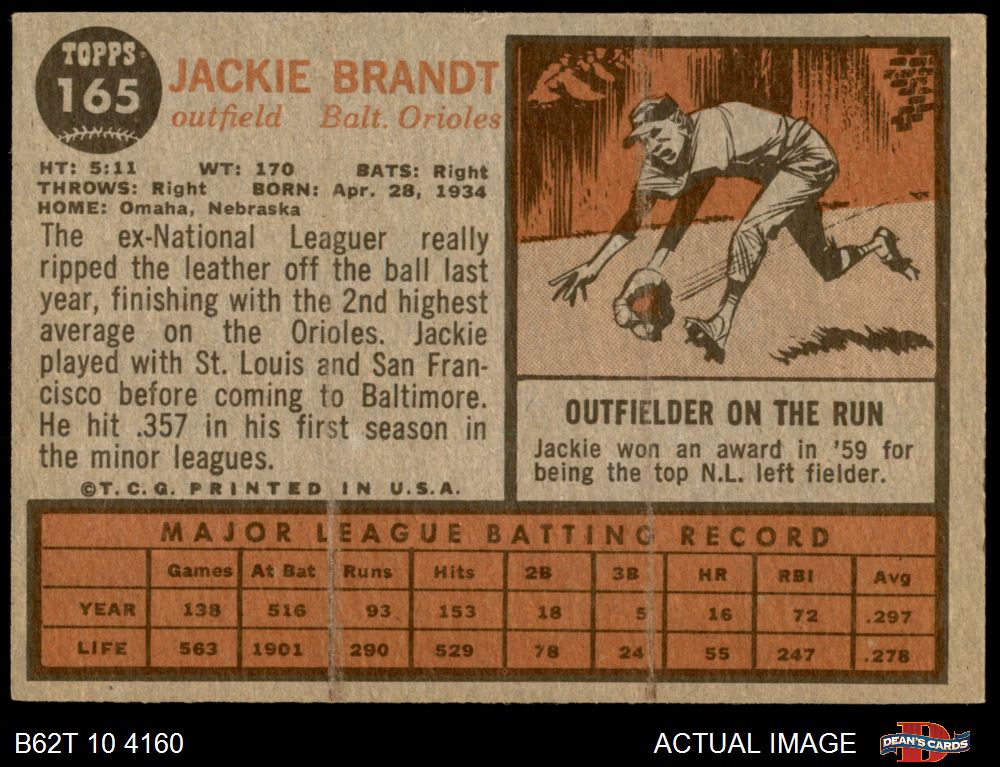 TOPPS
165
JACKIE BRANDT
outfield Balt. Orioles
HT: 5:11 WT: 170 BATS: Right
THROWS: Right BORN: Apr. 28, 1934
HOME: Omaha, Nebraska
The ex-National Leaguer really
ripped the leather off the ball last
year, finishing with the 2nd highest
average on the Orioles. Jackie
played with St. Louis and San Fran-
cisco before coming to Baltimore.
He hit .357 in his first season in
the minor leagues.
©T.C.G. PRINTED IN U.S.A.
OUTFIELDER ON THE RUN
Jackie won an award in '59 for
being the top N.L. left fielder.
MAJOR LEAGUE BATTING RECORD
Games At Bat Runs Hits 2B 3B HR RBI Avg
YEAR 138 516 93 153 18 5 16 72 .297
LIFE 563 1901 290 529 78 24 55 247 .278
B62T 10 4160
ACTUAL IMAGE
D
DEAN'S CARDS